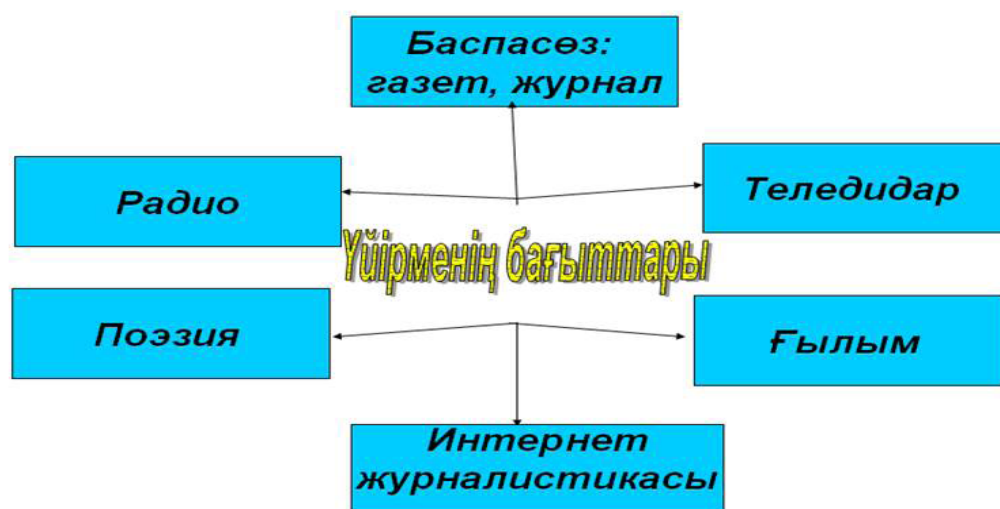 Баспасөз:
газет, журнал
Радио
Теледидар
Үйірменің бағыттары
Поэзия
Ғылым
Интернет
журналистикасы